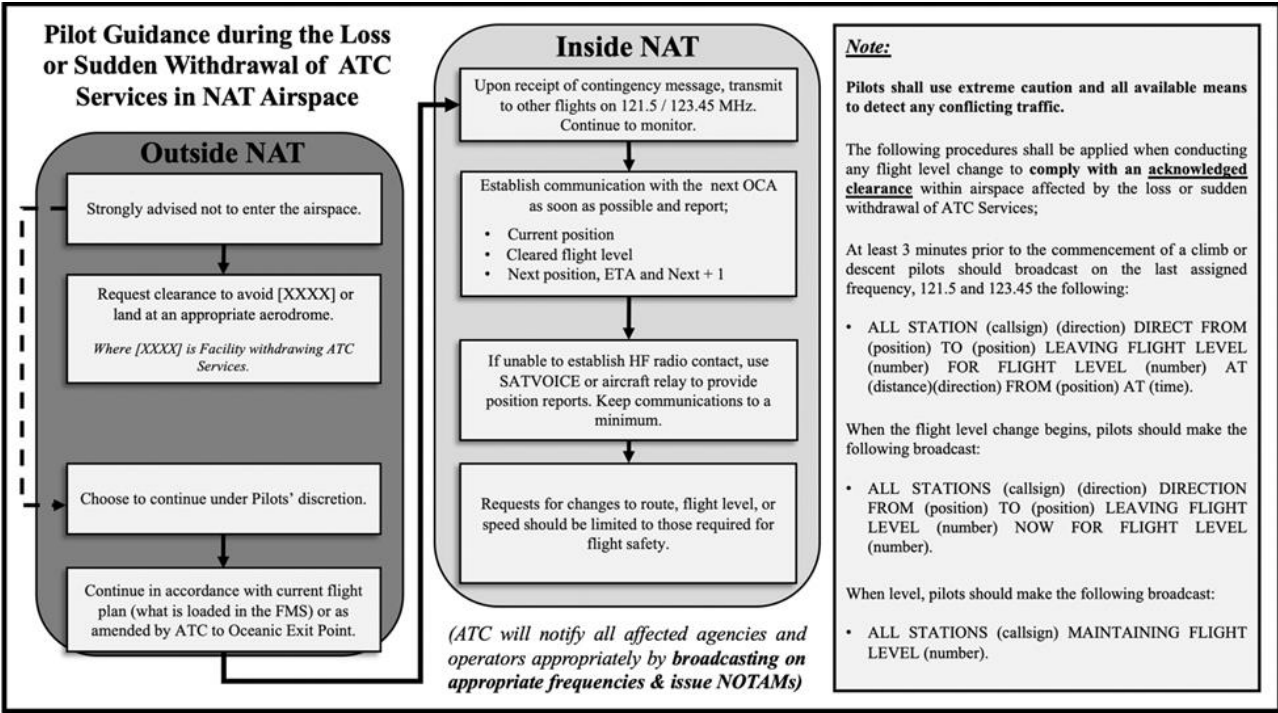 Pilot Guidance during the Loss
or Sudden Withdrawal of ATC
Services in NAT Airspace
Outside NAT
Strongly advised not to enter the airspace.
Request clearance to avoid [XXXX] or
land at an appropriate aerodrome.
Where [XXXX] is Facility withdrawing ATC
Services.
Choose to continue under Pilots' discretion.
Continue in accordance with current flight
plan (what is loaded in the FMS) or as
amended by ATC to Oceanic Exit Point.
Inside NAT
Upon receipt of contingency message, transmit
to other flights on 121.5 / 123.45 MHz.
Continue to monitor.
Establish communication with the next OCA
as soon as possible and report;
• Current position
• Cleared flight level
• Next position, ETA and Next + 1
If unable to establish HF radio contact, use
SATVOICE or aircraft relay to provide
position reports. Keep communications to a
minimum.
Requests for changes to route, flight level, or
speed should be limited to those required for
flight safety.
(ATC will notify all affected agencies and
operators appropriately by broadcasting on
appropriate frequencies & issue NOTAMs)
Note:
Pilots shall use extreme caution and all available means
to detect any conflicting traffic.
The following procedures shall be applied when conducting
any flight level change to comply with an acknowledged
clearance within airspace affected by the loss or sudden
withdrawal of ATC Services;
At least 3 minutes prior to the commencement of a climb or
descent pilots should broadcast on the last assigned
frequency, 121.5 and 123.45 the following:
• ALL STATION (callsign) (direction) DIRECT FROM
(position) TO (position) LEAVING FLIGHT LEVEL
(number) FOR FLIGHT LEVEL (number) AT
(distance)(direction) FROM (position) AT (time).
When the flight level change begins, pilots should make the
following broadcast:
• ALL STATIONS (callsign) (direction) DIRECTION
FROM (position) TO (position) LEAVING FLIGHT
LEVEL (number) NOW FOR FLIGHT LEVEL
(number).
When level, pilots should make the following broadcast:
• ALL STATIONS (callsign) MAINTAINING FLIGHT
LEVEL (number).